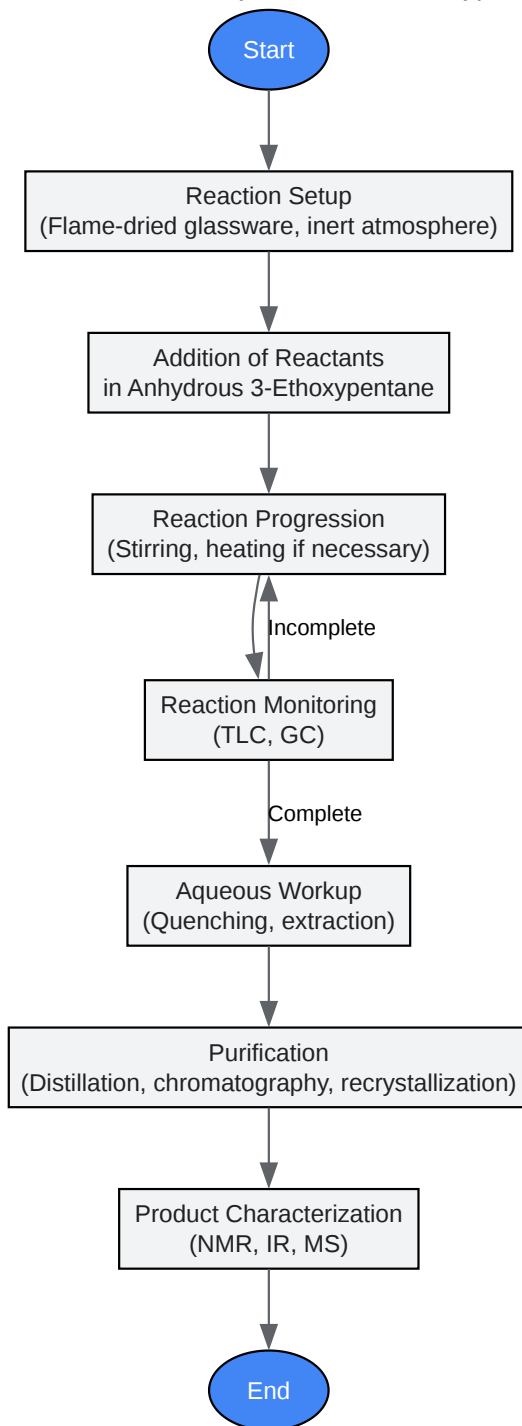 Start
Reaction Setup
(Flame-dried glassware, inert atmosphere)
Addition of Reactants
in Anhydrous 3-Ethoxypentane
Reaction Progression
(Stirring, heating if necessary)
Incomplete
Reaction Monitoring
(TLC, GC)
Complete
Aqueous Workup
(Quenching, extraction)
Purification
(Distillation, chromatography, recrystallization)
Product Characterization
(NMR, IR, MS)
End